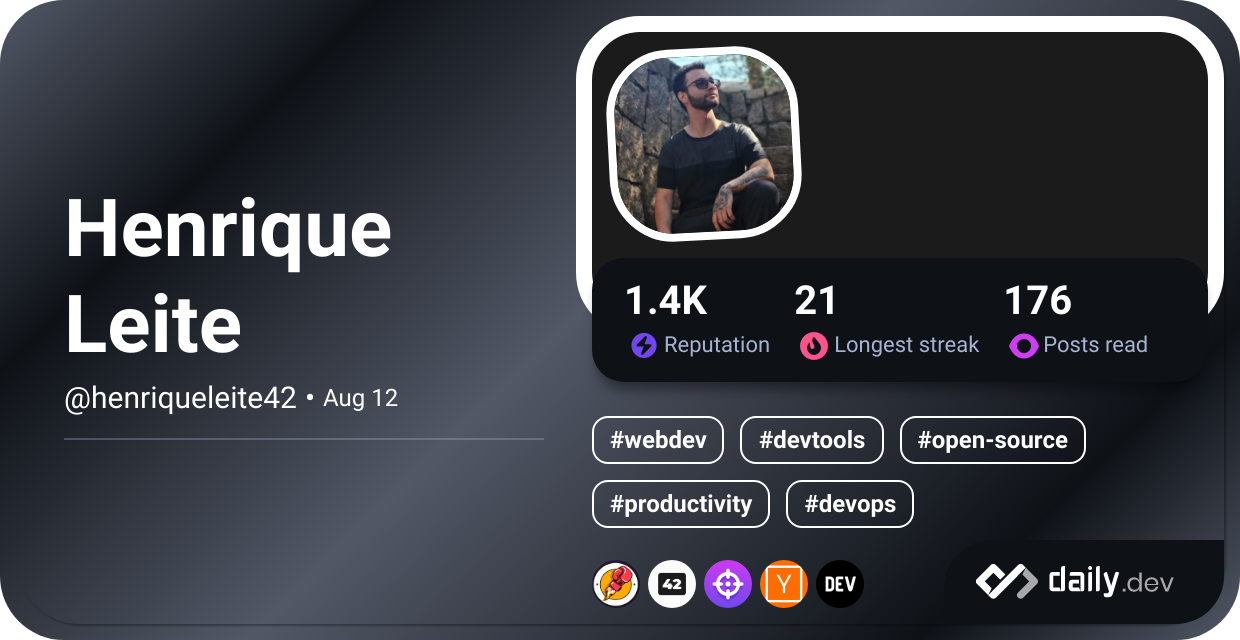 Henrique
Leite
@henriqueleite42 • Aug 12
1.4K 21 176
Reputation Longest streak Posts read
#webdev #devtools #open-source
#productivity #devops
42 Y DEV
daily.dev